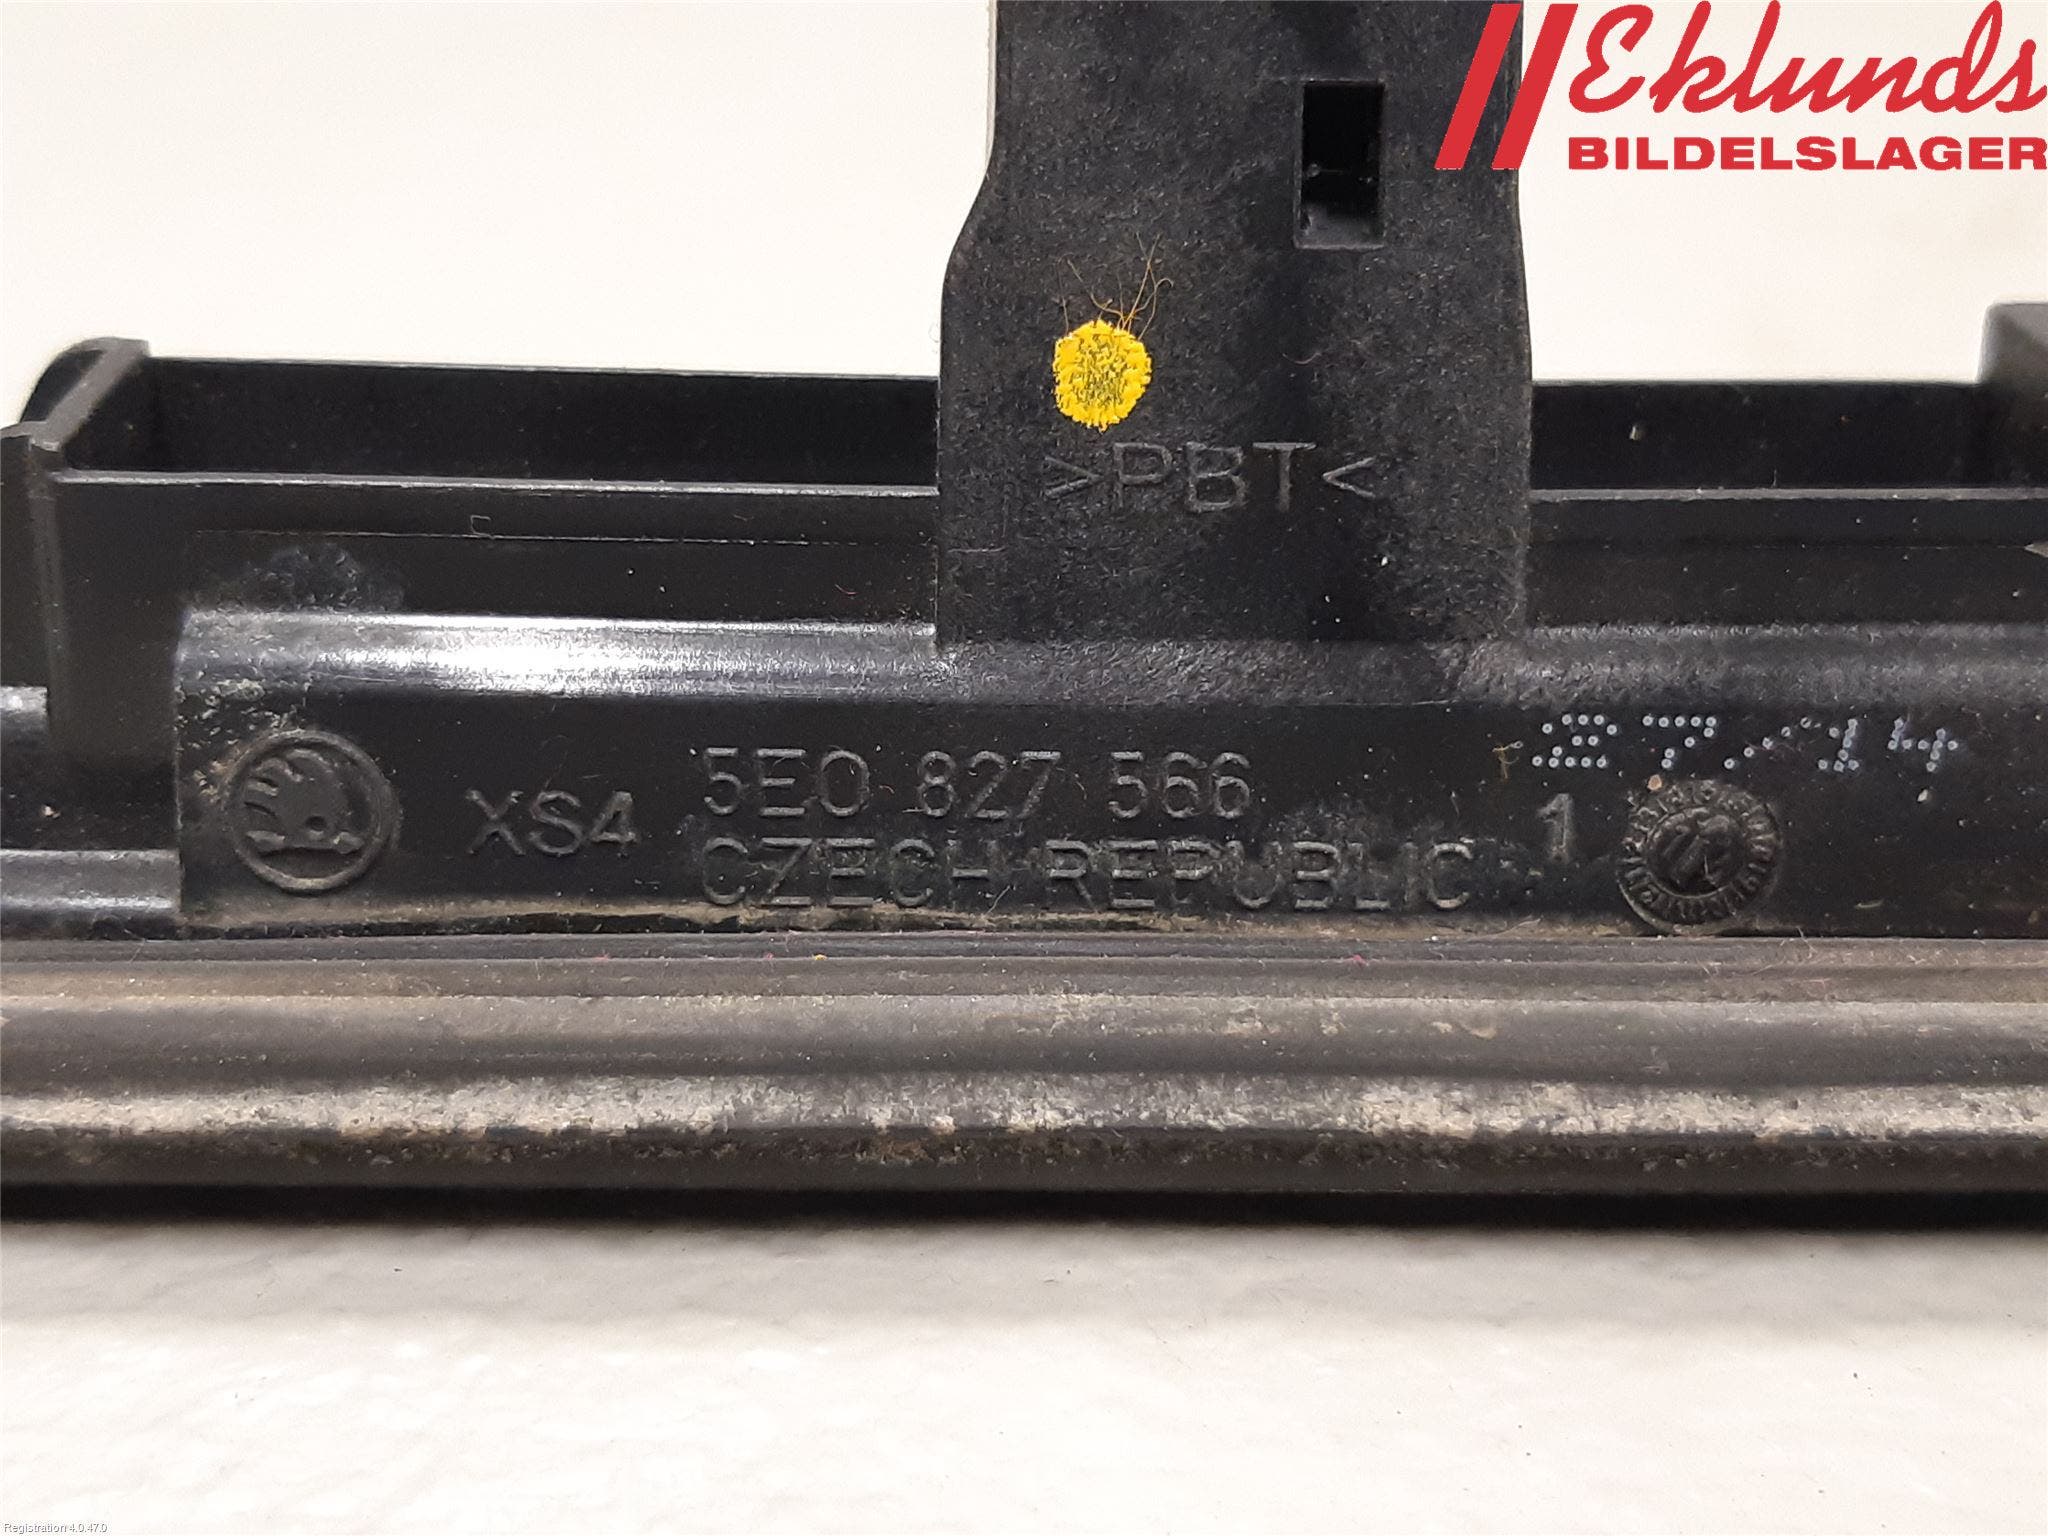 Eklunds
BILDELSLAGER
>PBT<
27/14
XS4 5E0 827 566
CZECH REPUBLIC
1
Registration 4.0.47.0